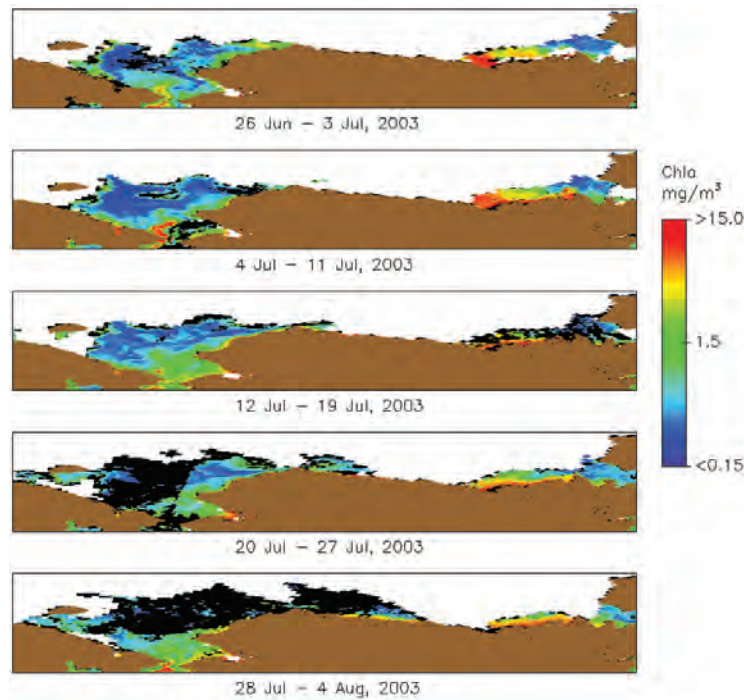 26 Jun – 3 Jul, 2003
4 Jul – 11 Jul, 2003
12 Jul – 19 Jul, 2003
20 Jul – 27 Jul, 2003
28 Jul – 4 Aug, 2003
Chla
mg/m³
>15.0
1.5
<0.15